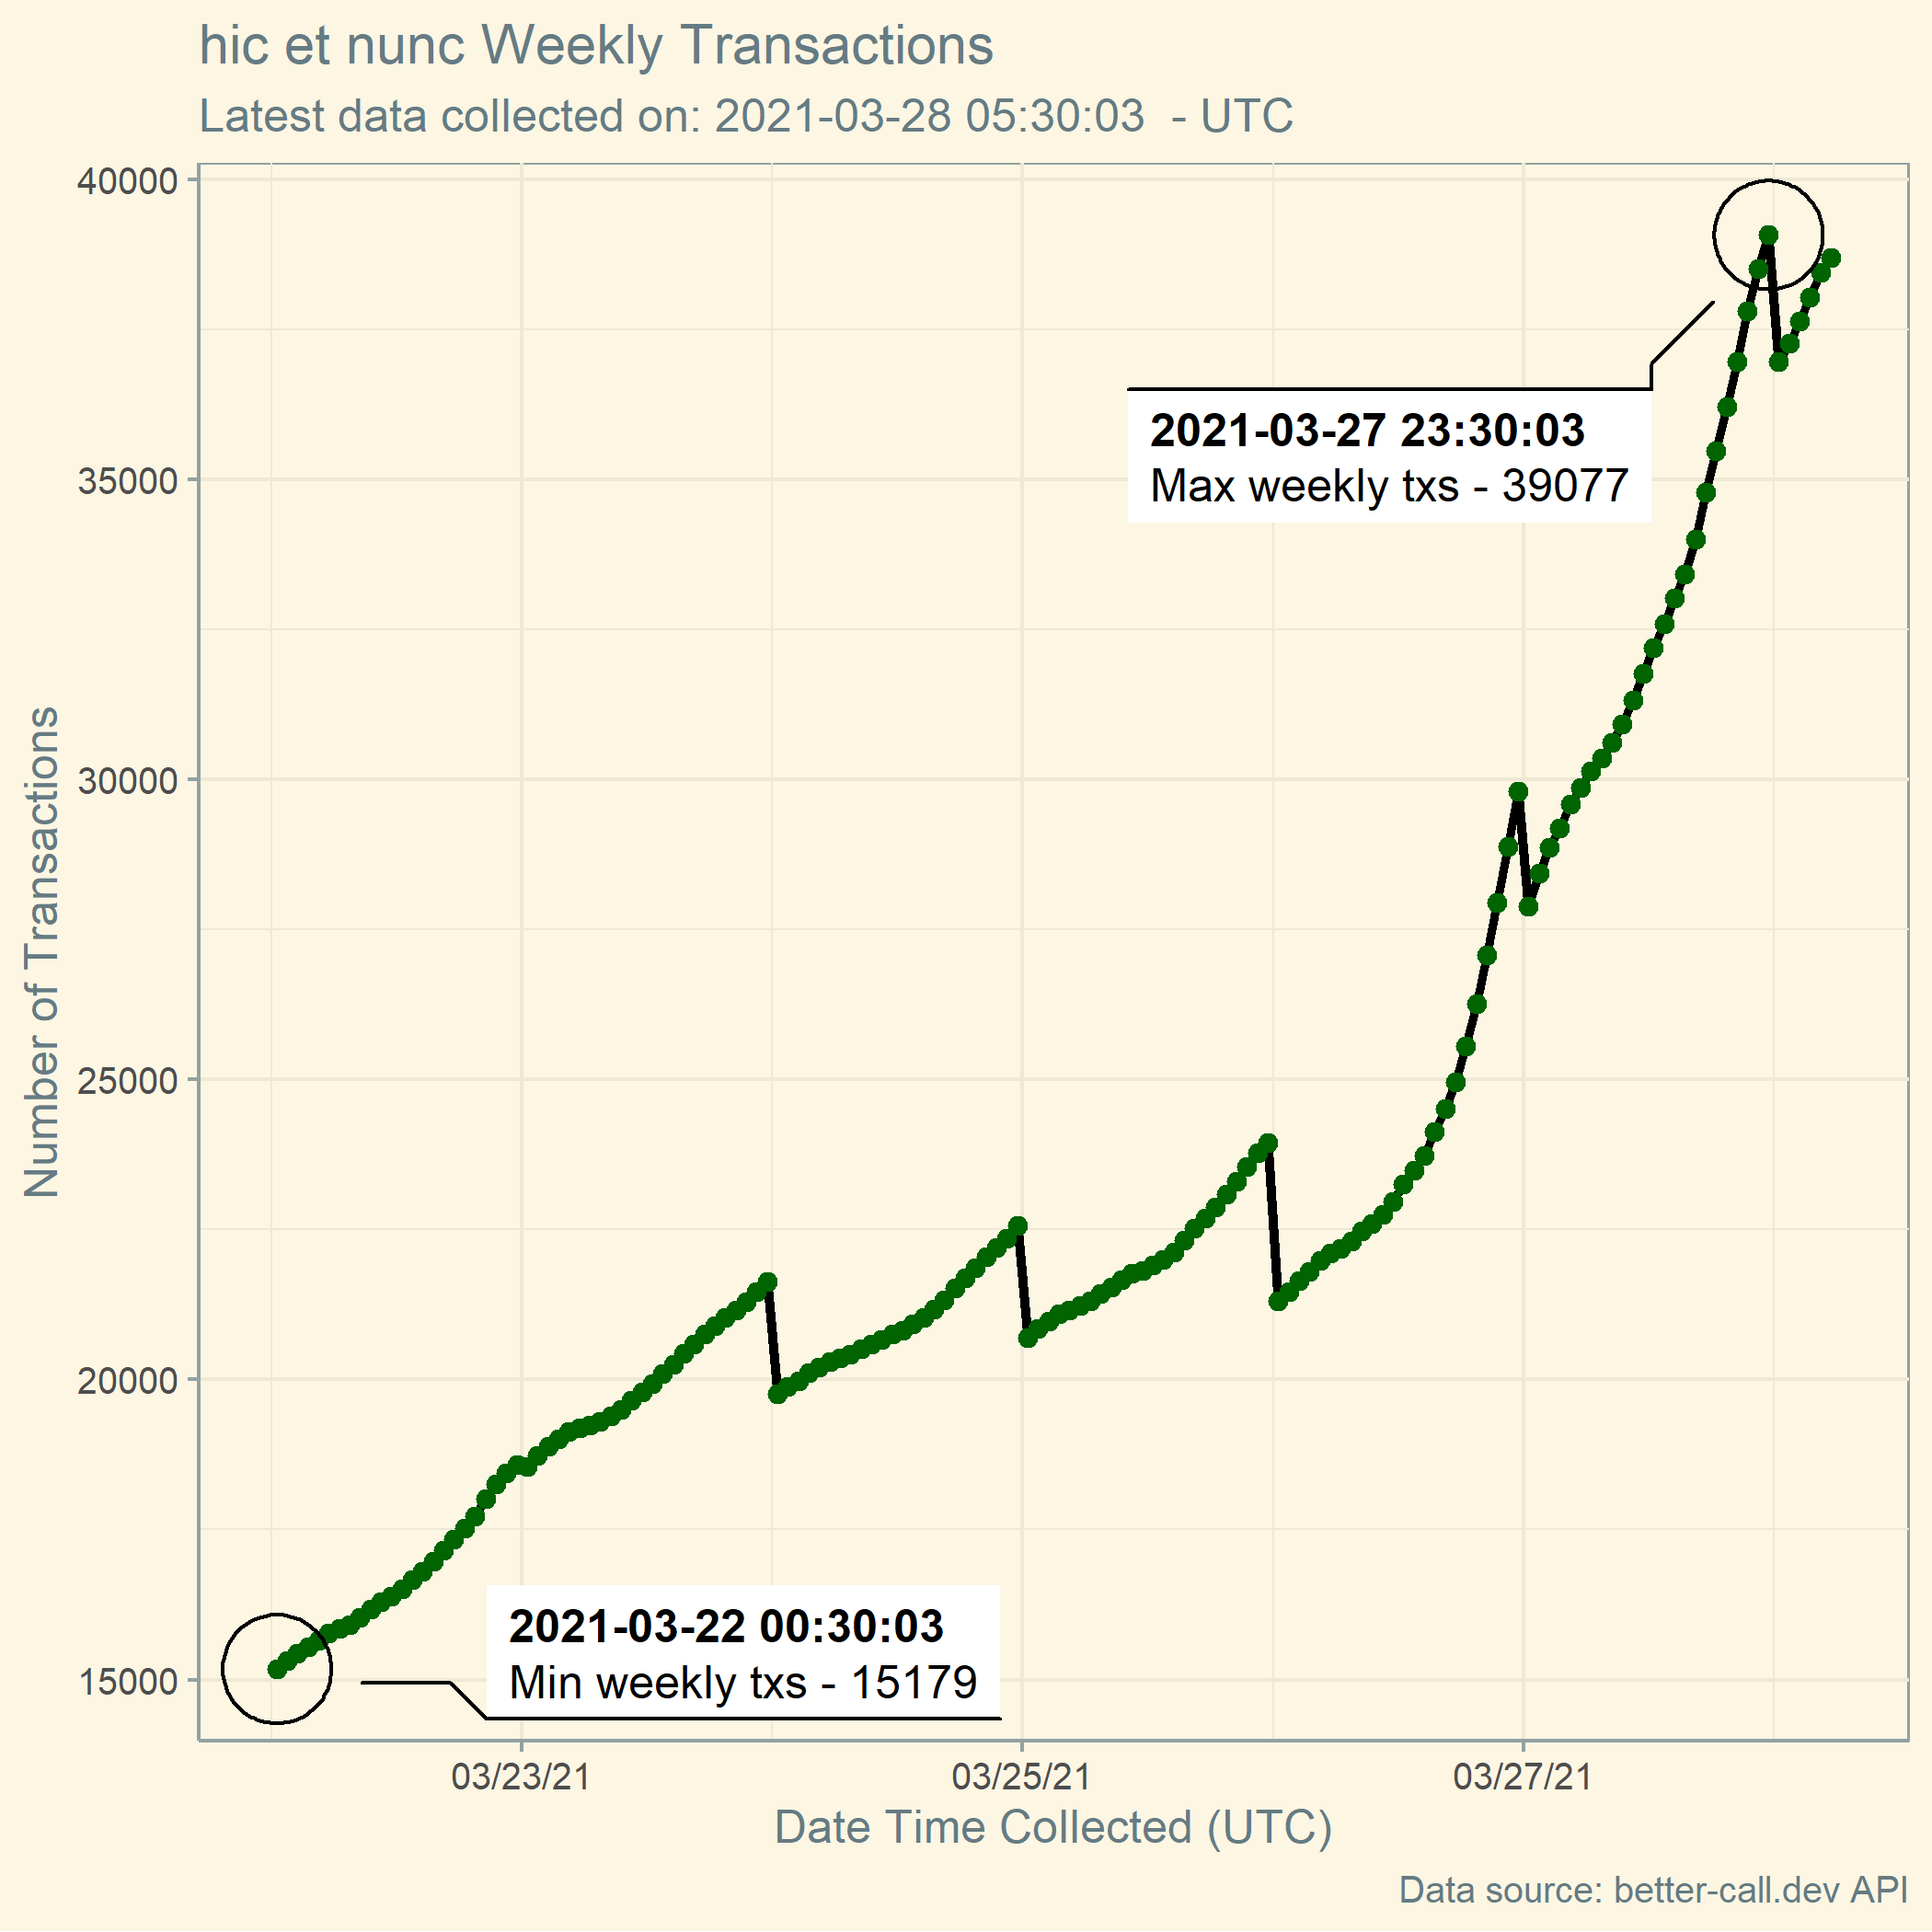 hic et nunc Weekly Transactions
Latest data collected on: 2021-03-28 05:30:03  - UTC
Number of Transactions
40000
35000
30000
25000
20000
15000
2021-03-27 23:30:03
Max weekly txs - 39077
2021-03-22 00:30:03
Min weekly txs - 15179
03/23/21
03/25/21
03/27/21
Date Time Collected (UTC)
Data source: better-call.dev API